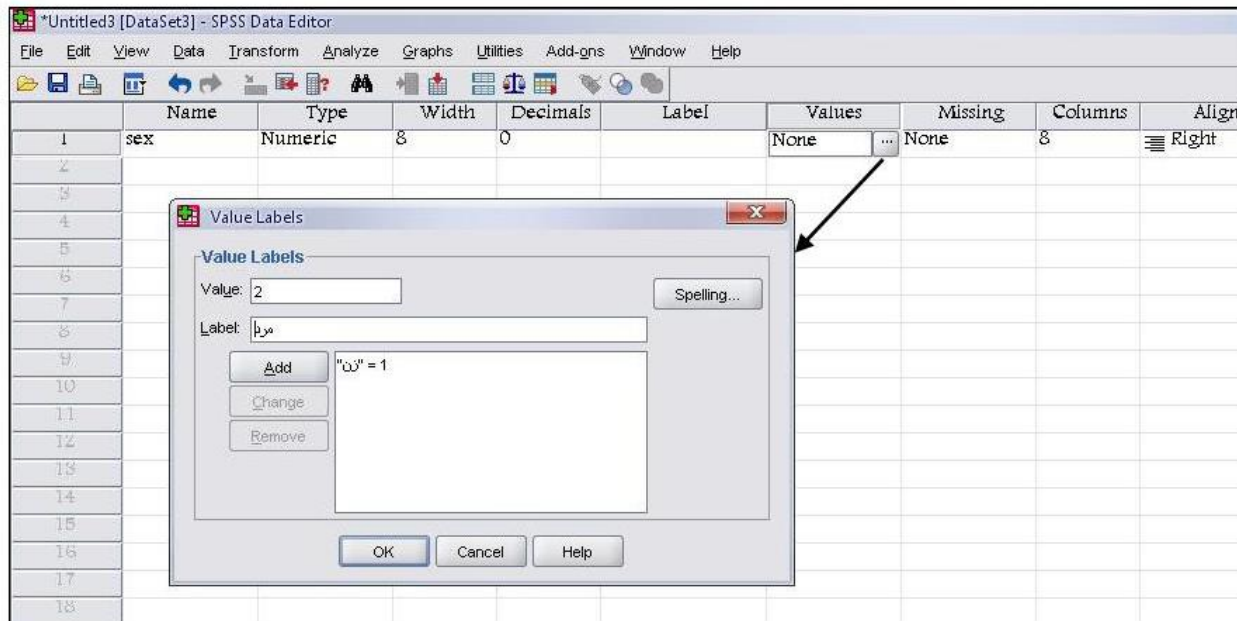 *Untitled3 [DataSet3] - SPSS Data Editor
File Edit View Data Transform Analyze Graphs Utilities Add-ons Window Help
Name Type Width Decimals Label Values Missing Columns Align
1 sex Numeric 8 0 None ... None 8 Right
2
3
4
5
6
7
8
9
10
11
12
13
14
15
16
17
18
Value Labels
Value Labels
Value: 2
Spelling...
Label: مرد
Add
"زن" = 1
Change
Remove
OK Cancel Help